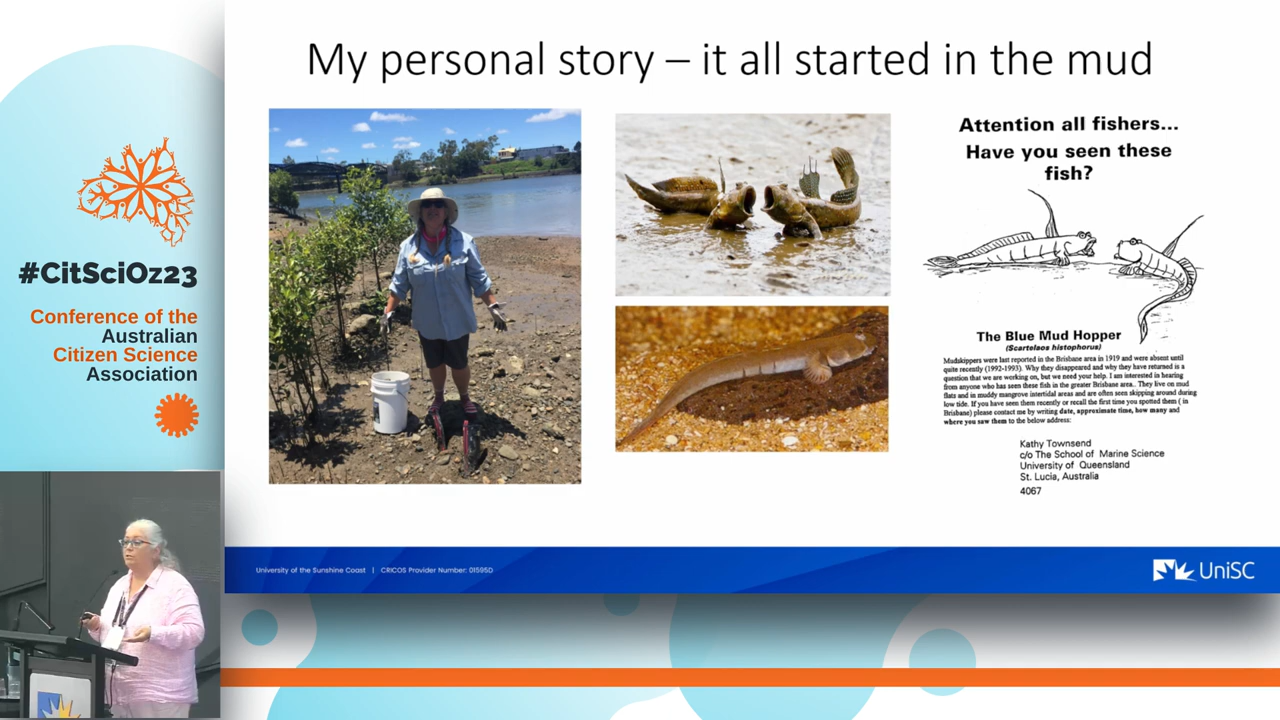 My personal story – it all started in the mud
#CitSciOz23
Conference of the
Australian
Citizen Science
Association
Attention all fishers...
Have you seen these
fish?
The Blue Mud Hopper
(Scartelaos histophorus)
Mudskippers were last reported in the Brisbane area in 1919 and were absent until
quite recently (1992-1993). Why they disappeared and why they have returned is a
question that we are working on, but we need your help. I am interested in hearing
from anyone who has seen these fish in the greater Brisbane area.. They live on mud
flats and in muddy mangrove intertidal areas and are often seen skipping around during
low tide. If you have seen them recently or recall the first time you spotted them ( in
Brisbane) please contact me by writing date, approximate time, how many and
where you saw them to the below address:
Kathy Townsend
c/o The School of Marine Science
University of Queensland
St. Lucia, Australia
4067
University of the Sunshine Coast | CRICOS Provider Number: 01595D
UniSC